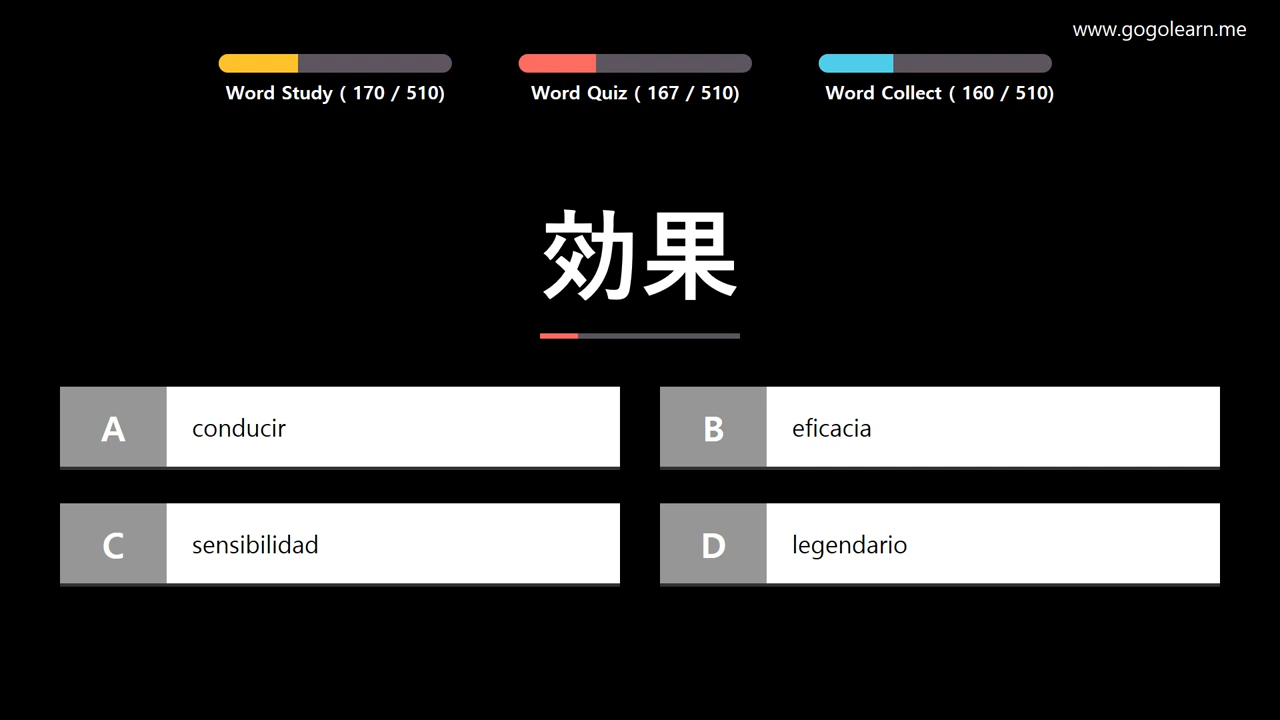 www.gogolearn.me
Word Study ( 170 / 510)
Word Quiz ( 167 / 510)
Word Collect ( 160 / 510)
効果
A conducir
B eficacia
C sensibilidad
D legendario